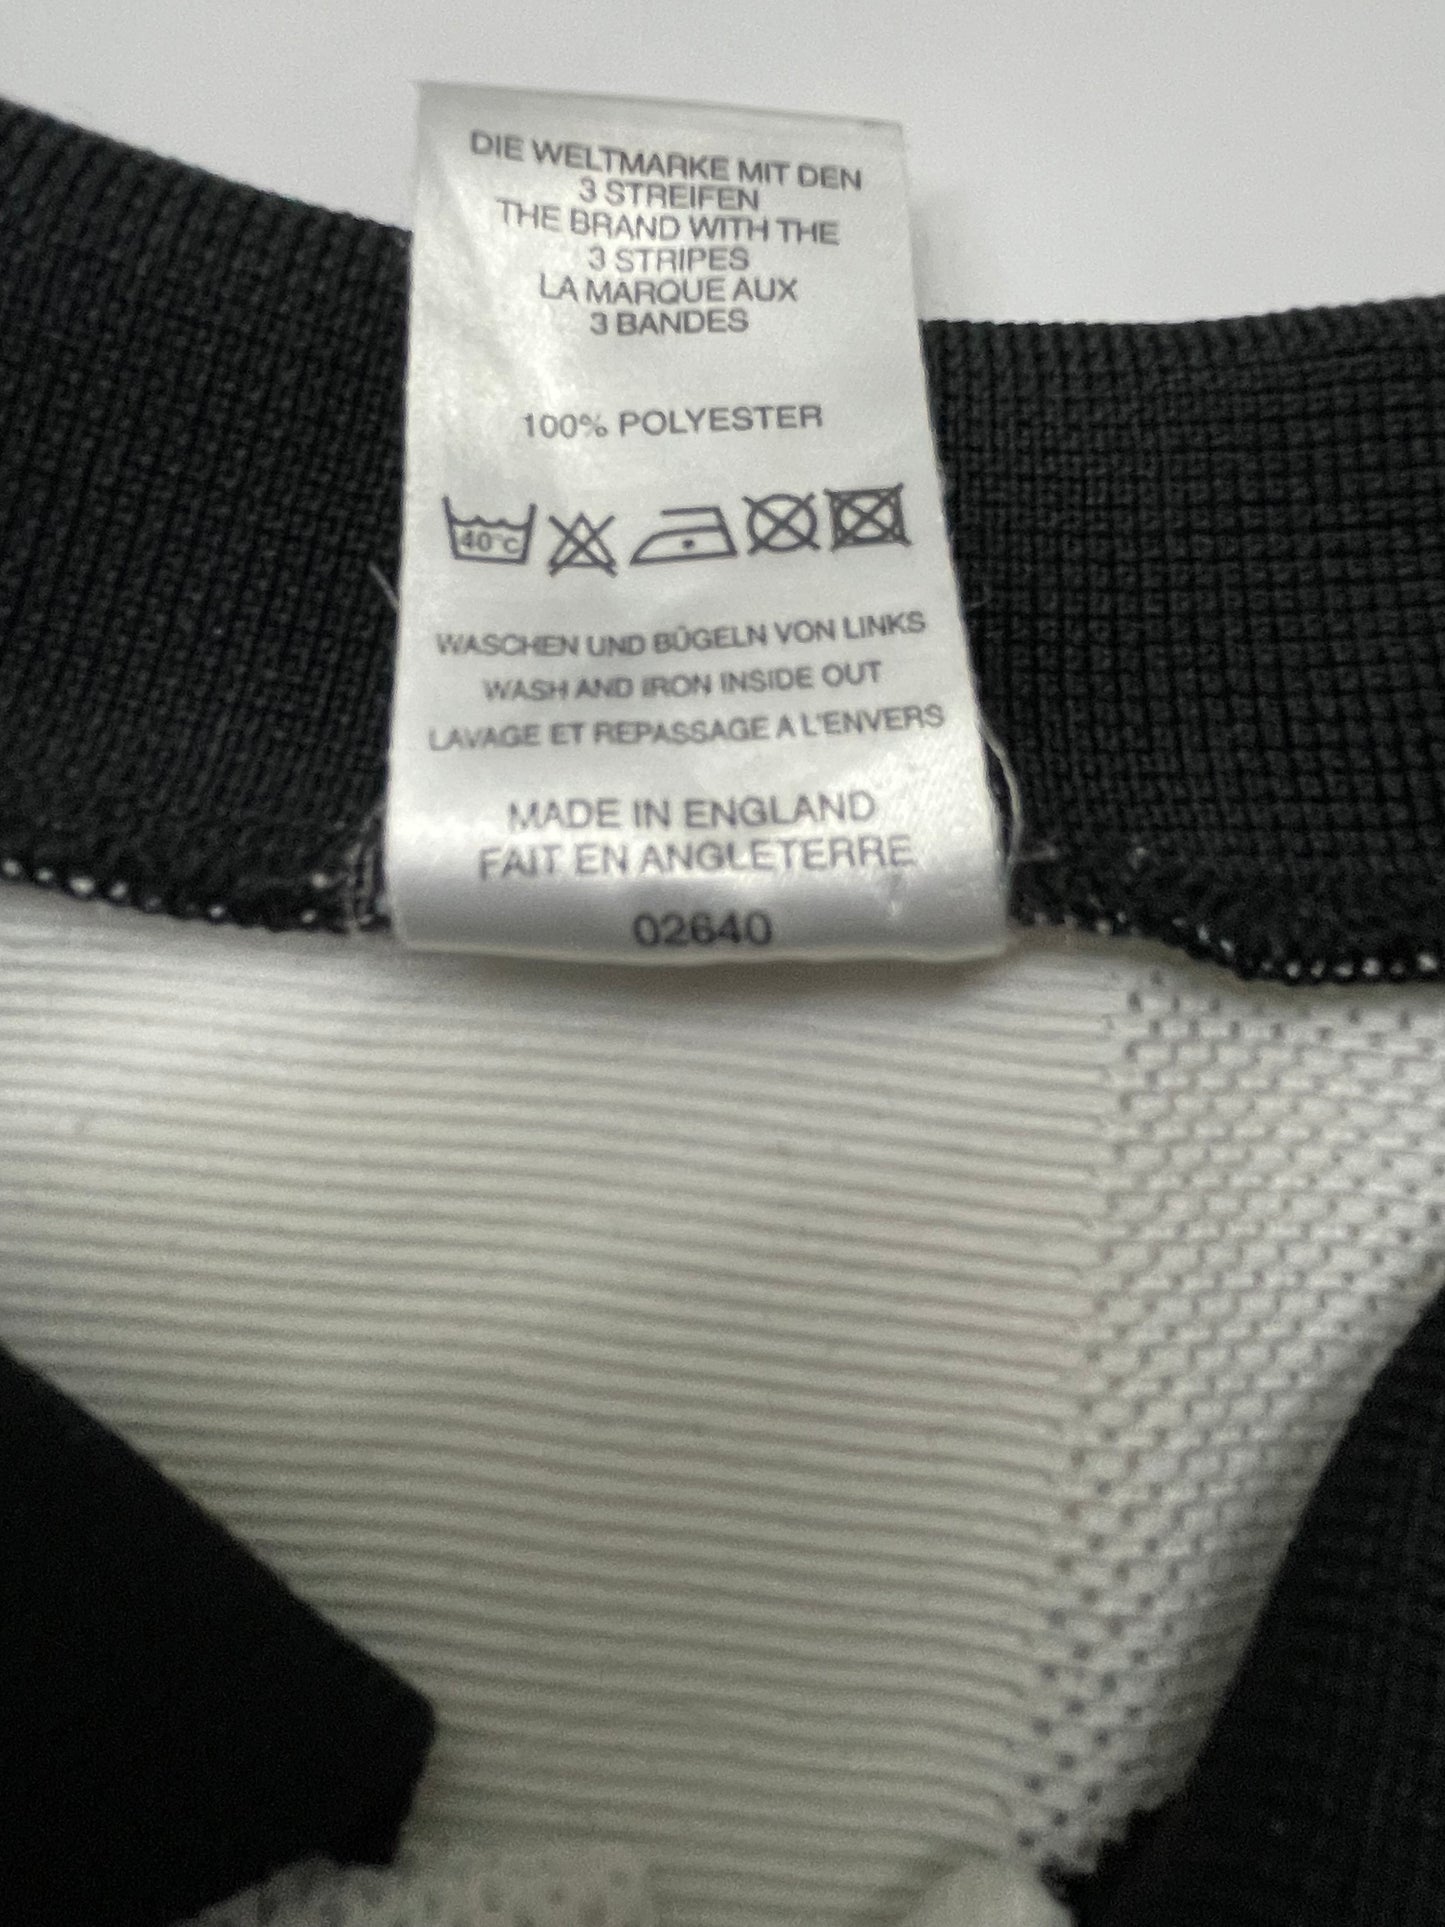 DIE WELTMARKE MIT DEN
3 STREIFEN
THE BRAND WITH THE
3 STRIPES
LA MARQUE AUX
3 BANDES
100% POLYESTER
40°C
WASCHEN UND BÜGELN VON LINKS
WASH AND IRON INSIDE OUT
LAVAGE ET REPASSAGE A L'ENVERS
MADE IN ENGLAND
FAIT EN ANGLETERRE
02640